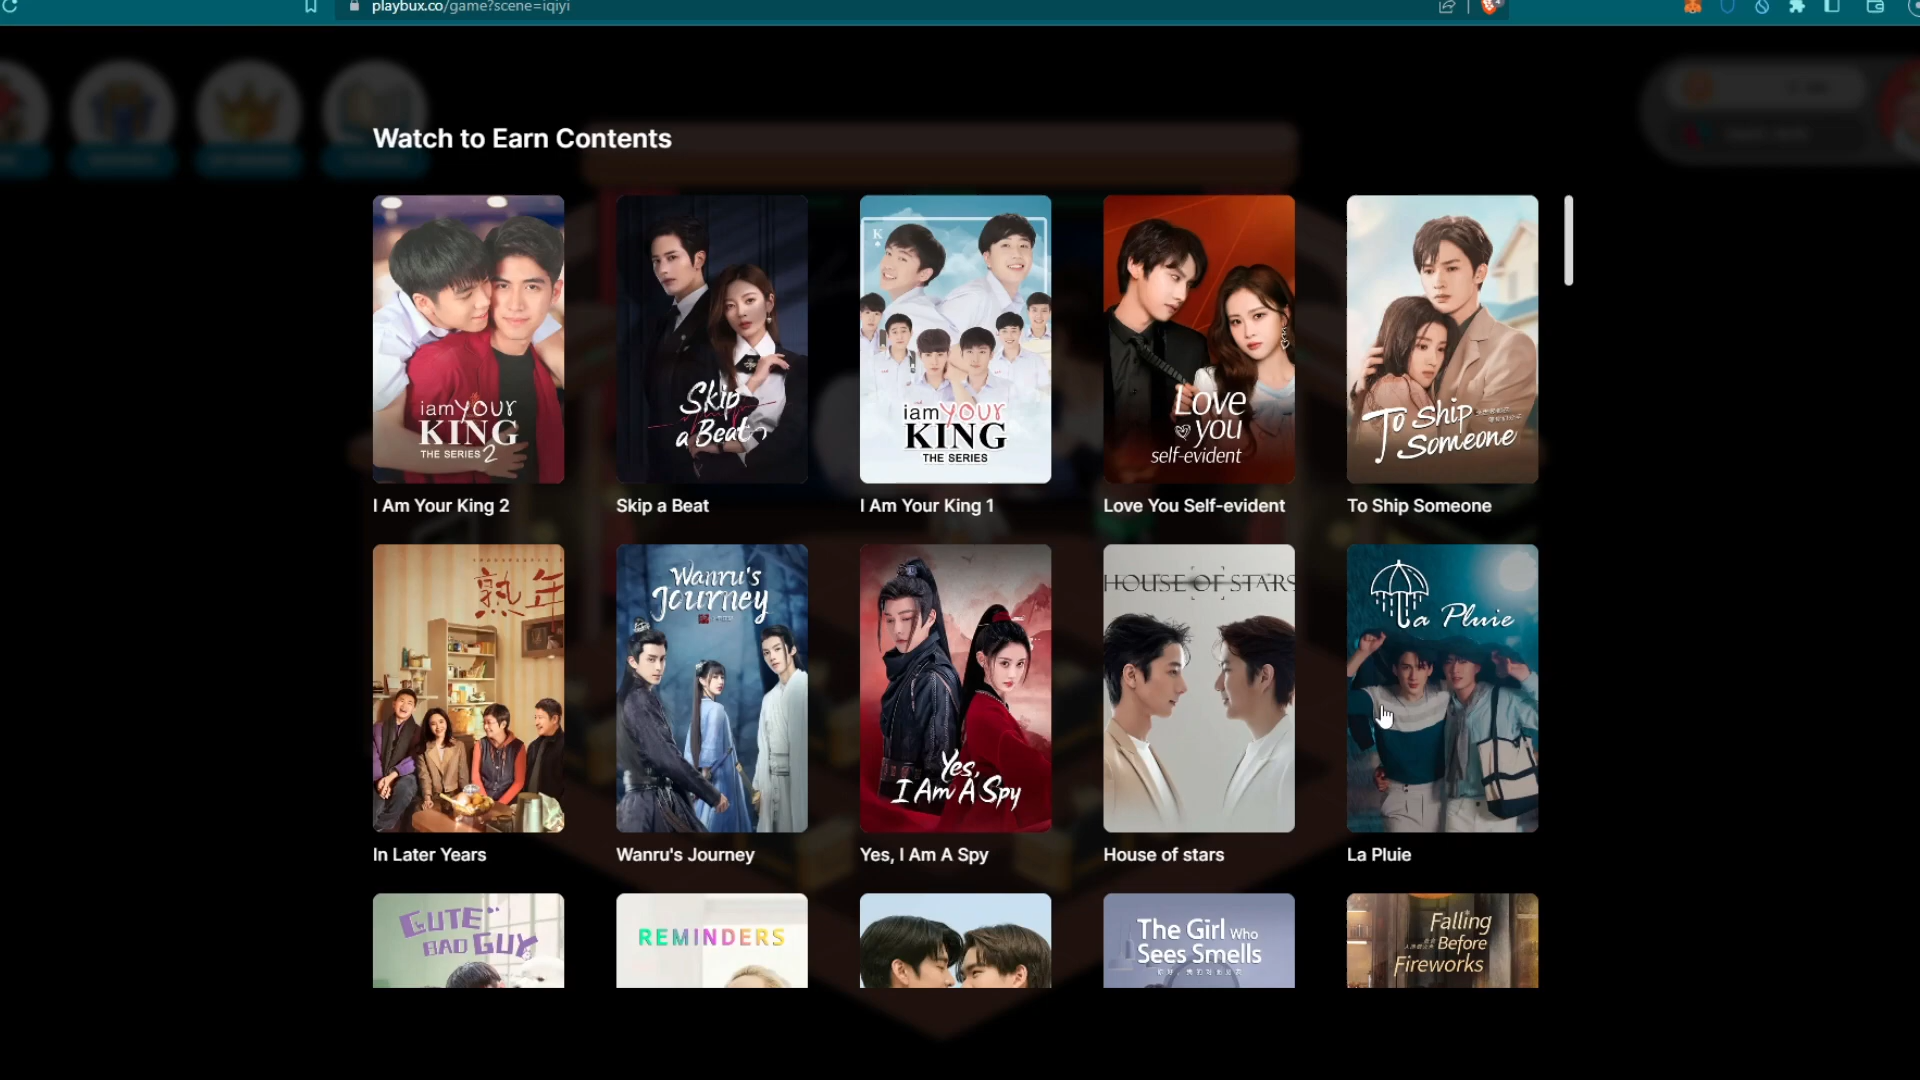 playbux.co/game?scene=iqiyi
Watch to Earn Contents
iam your
KING
THE SERIES 2
Skip
a Beat
K
iam your
KING
THE SERIES
Love
you
self-evident
To Ship
Someone
I Am Your King 2
Skip a Beat
I Am Your King 1
Love You Self-evident
To Ship Someone
熟年
Wanru's
Journey
Yes,
I Am A Spy
HOUSE OF STARS
La Pluie
In Later Years
Wanru's Journey
Yes, I Am A Spy
House of stars
La Pluie
CUTE
BAD GUY
REMINDERS
The Girl Who
Sees Smells
Falling
Before
Fireworks